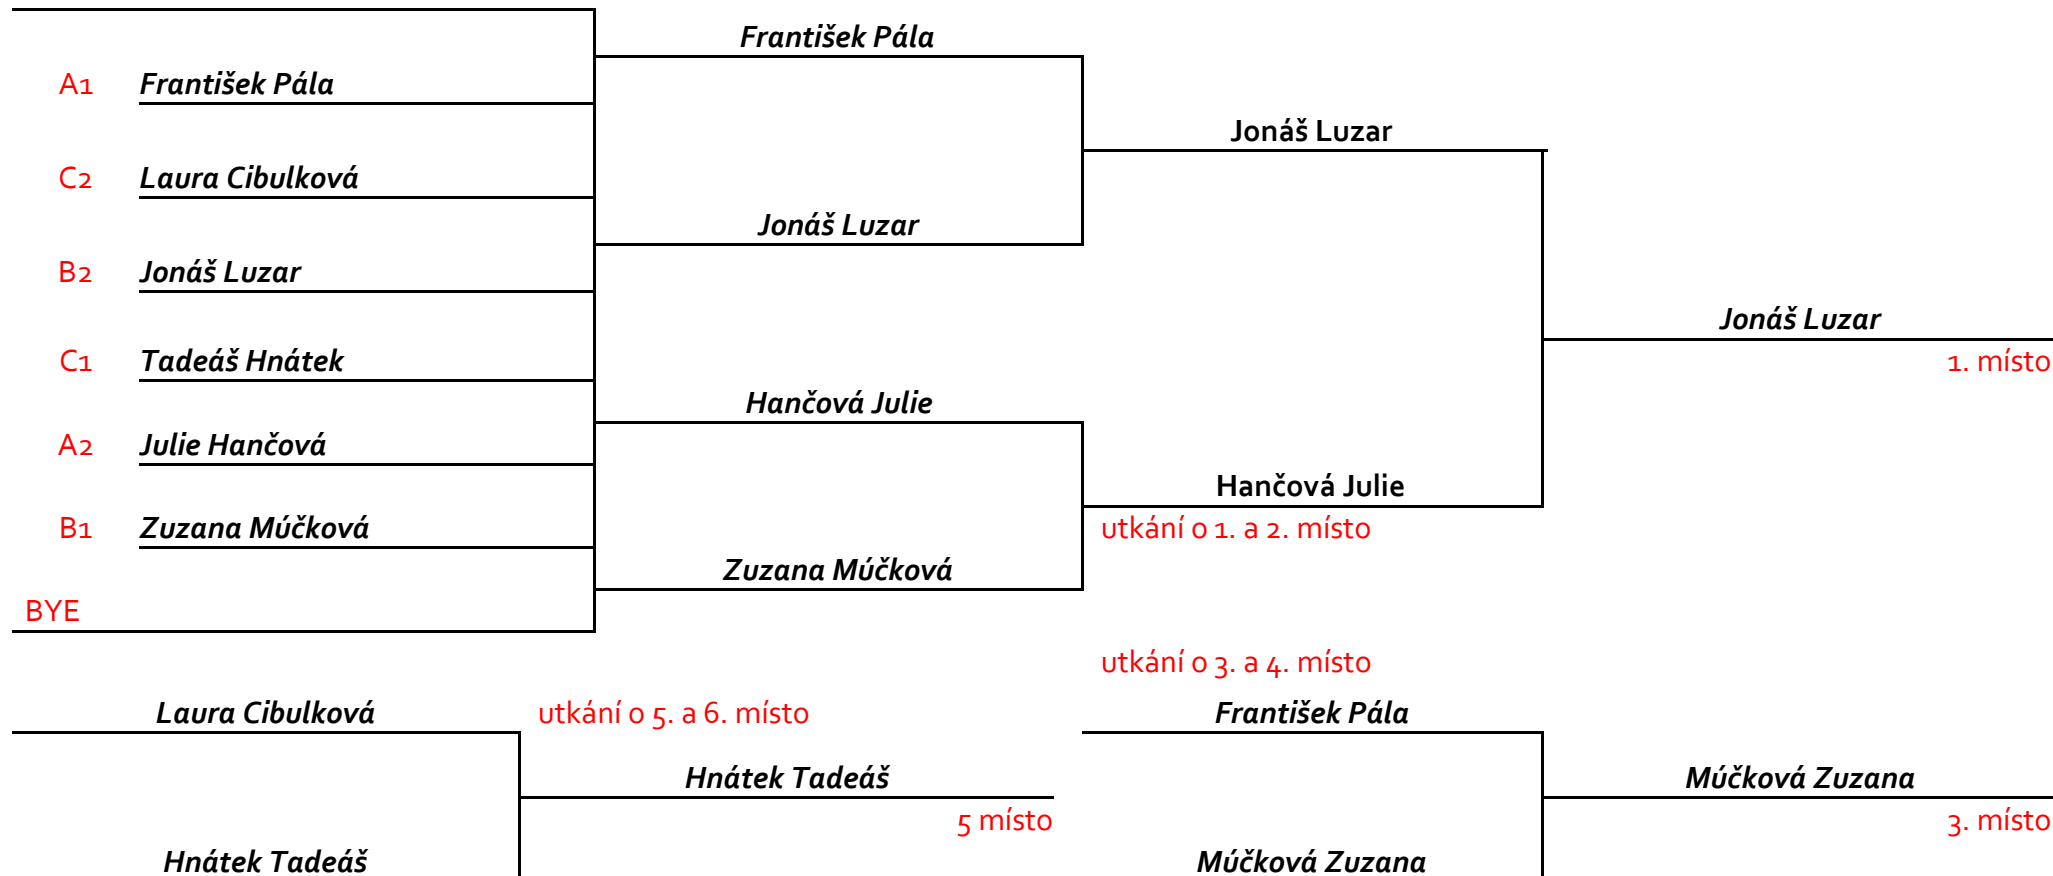 František Pála
A1 František Pála
Jonáš Luzar
C2 Laura Cibulková
Jonáš Luzar
B2 Jonáš Luzar
Jonáš Luzar
C1 Tadeáš Hnátek
1. místo
Hančová Julie
A2 Julie Hančová
Hančová Julie
B1 Zuzana Múčková
utkání o 1. a 2. místo
Zuzana Múčková
BYE
utkání o 3. a 4. místo
Laura Cibulková
utkání o 5. a 6. místo
František Pála
Hnátek Tadeáš
Múčková Zuzana
5 místo
3. místo
Hnátek Tadeáš
Múčková Zuzana